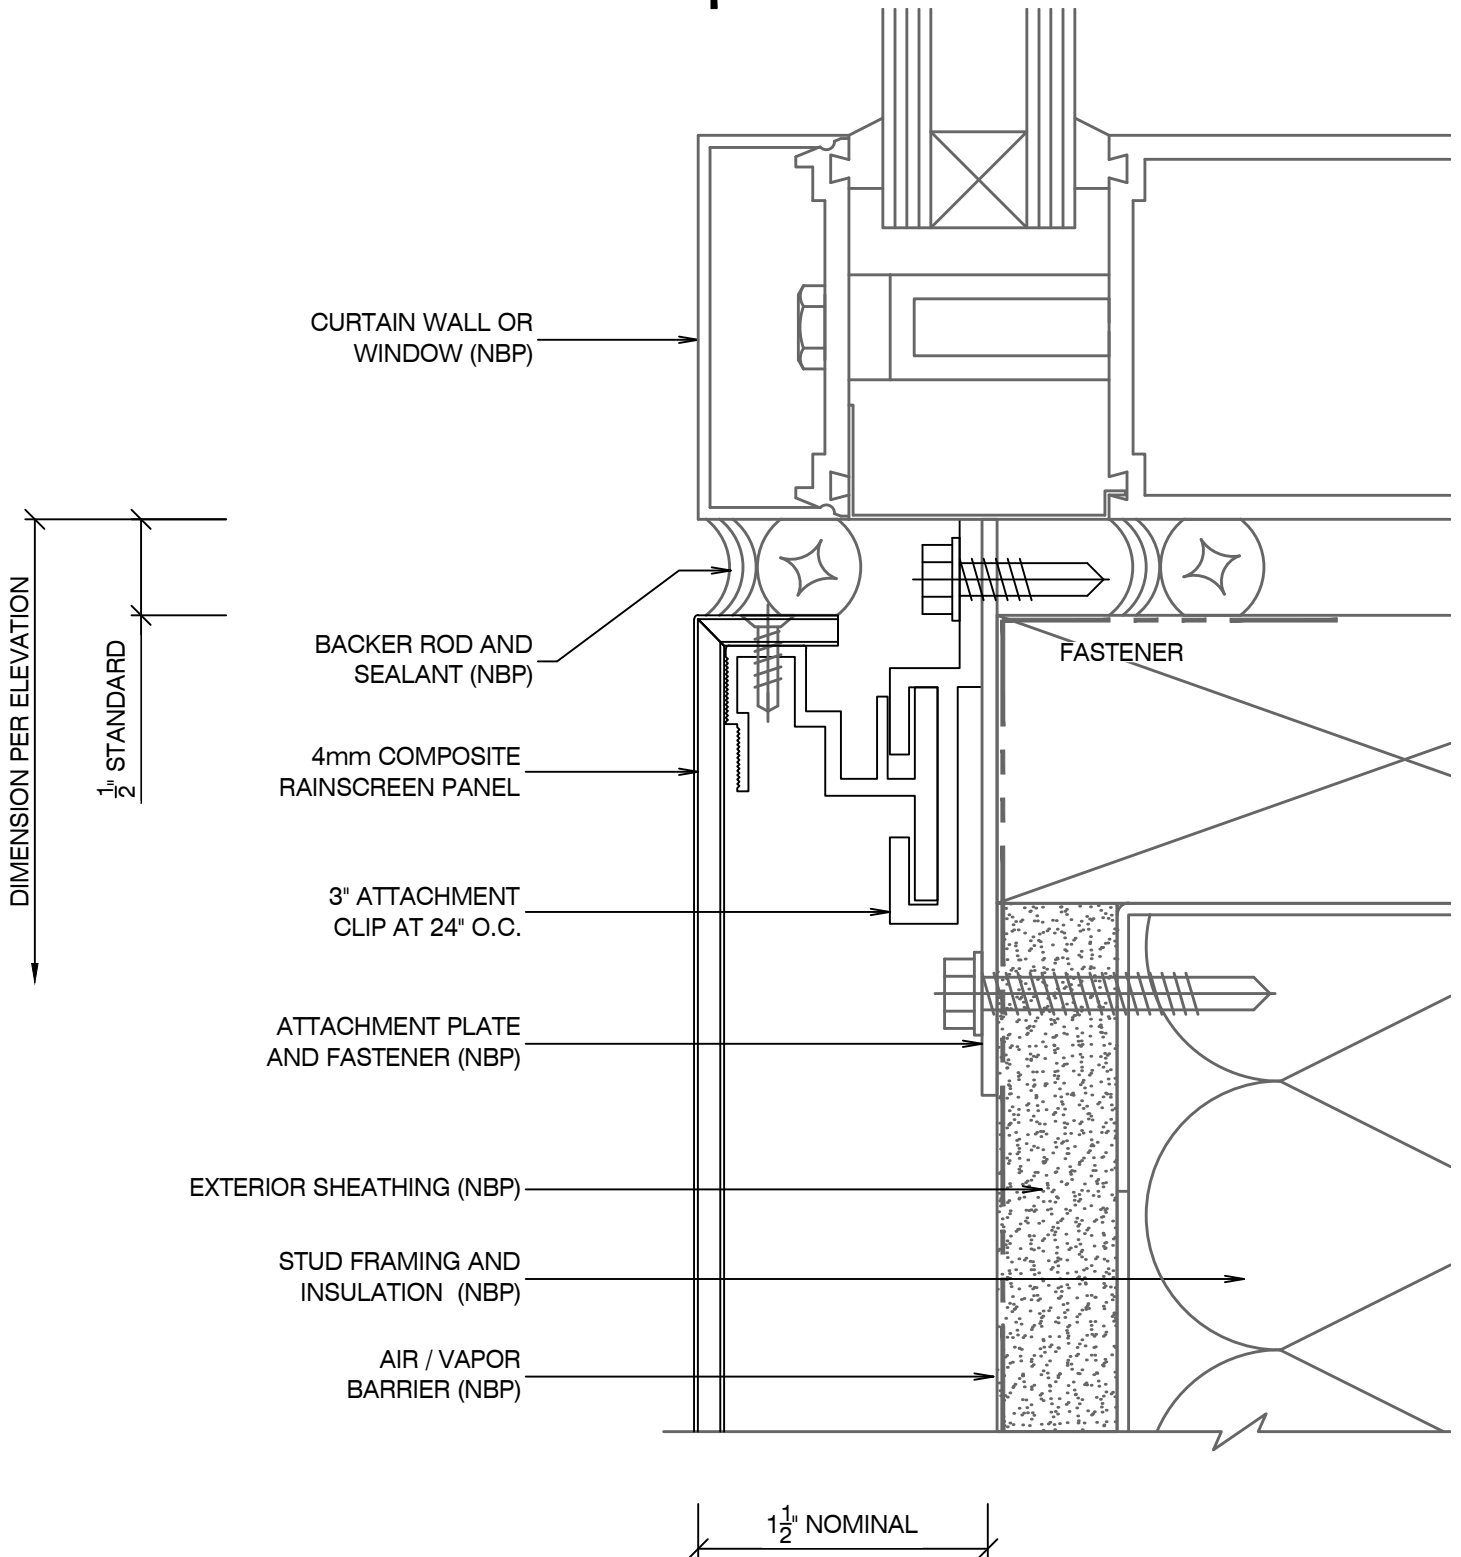 CURTAIN WALL OR
WINDOW (NBP)
DIMENSION PER ELEVATION
1/2" STANDARD
BACKER ROD AND
SEALANT (NBP)
FASTENER
4mm COMPOSITE
RAINSCREEN PANEL
3" ATTACHMENT
CLIP AT 24" O.C.
ATTACHMENT PLATE
AND FASTENER (NBP)
EXTERIOR SHEATHING (NBP)
STUD FRAMING AND
INSULATION (NBP)
AIR / VAPOR
BARRIER (NBP)
1 1/2" NOMINAL